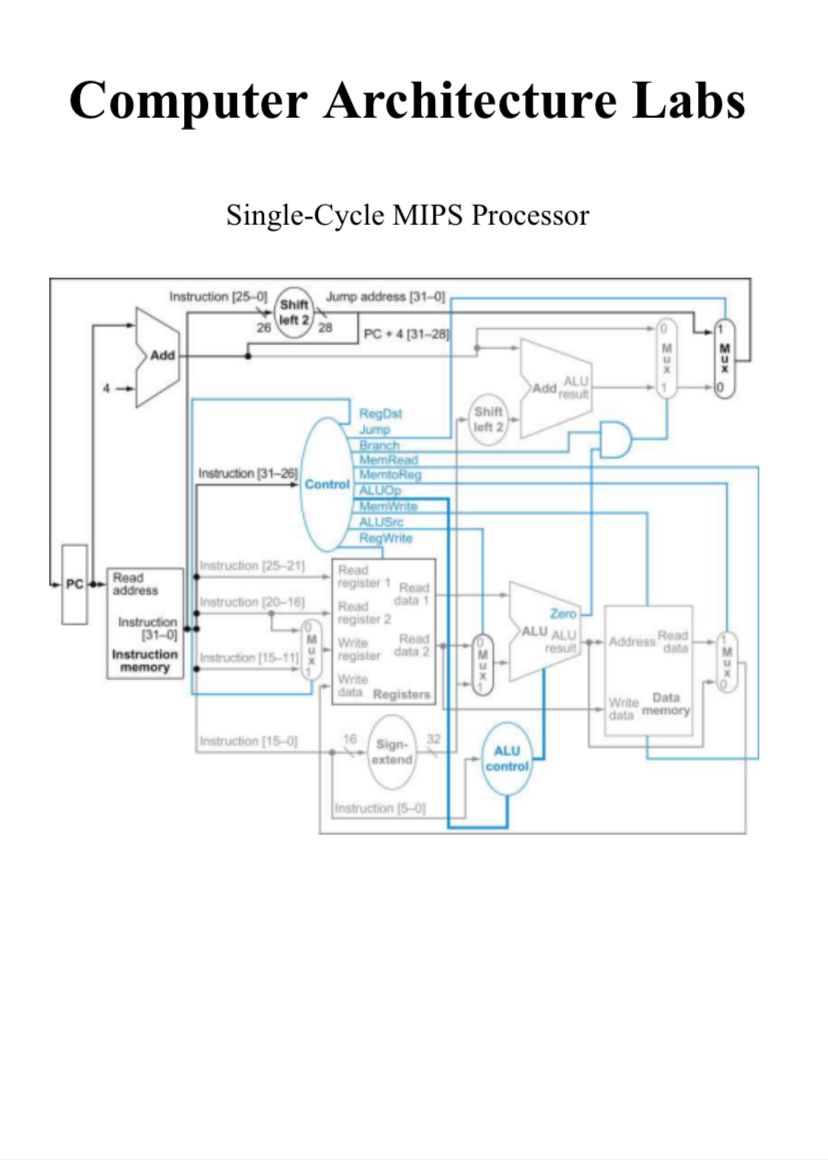 Computer Architecture Labs
Single-Cycle MIPS Processor
Instruction [25–0]
Shift
left 2
Jump address [31–0]
26
28
PC + 4 [31–28]
Add
4
0
M
u
x
1
1
M
u
x
0
Add
ALU
result
Shift
left 2
RegDst
Jump
Branch
MemRead
MemtoReg
ALUOp
MemWrite
ALUSrc
RegWrite
Instruction [31–26]
Control
PC
Read
address
Instruction
[31–0]
Instruction
memory
Instruction [25–21]
Instruction [20–16]
Instruction [15–11]
0
M
u
x
1
Read
register 1
Read
register 2
Write
register
Write
data
Read
data 1
Read
data 2
Registers
0
M
u
x
1
Zero
ALU
ALU
result
Address
Read
data
Write
data
Data
memory
1
M
u
x
0
Instruction [15–0]
16
Sign-
extend
32
ALU
control
Instruction [5–0]